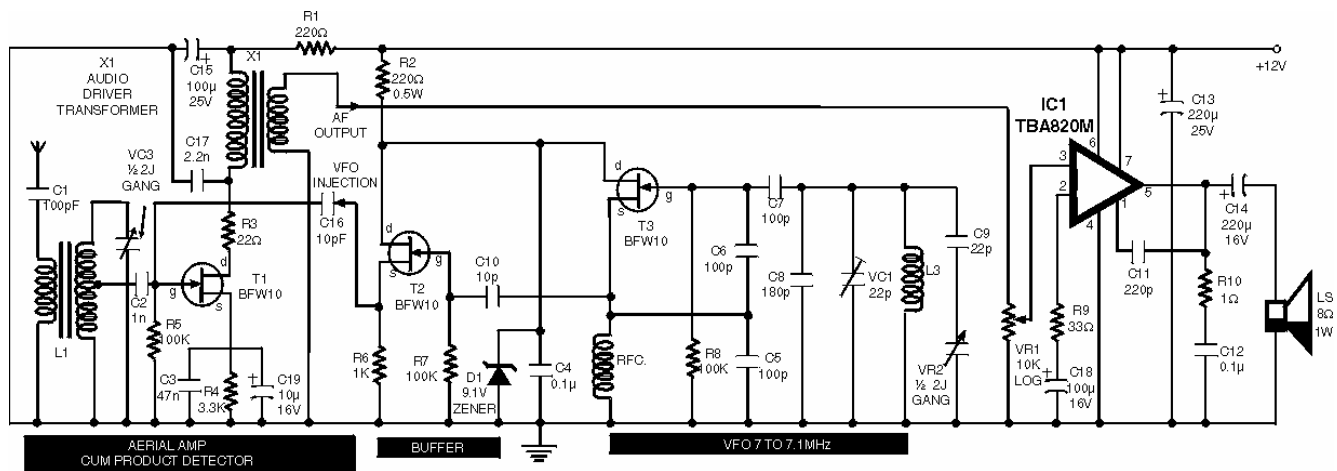 R1
220Ω
X1
AUDIO
DRIVER
TRANSFORMER
C15
100µ
25V
X1
R2
220Ω
0.5W
+12V
AF
OUTPUT
IC1
TBA820M
C13
220µ
25V
C17
2.2n
VC3
½ 2J
GANG
VFO
INJECTION
C1
100pF
R3
22Ω
C16
10pF
d
g
s
T3
BFW10
C7
100p
6
3
7
2
5
1
4
C14
220µ
16V
d
g
s
T1
BFW10
C2
1n
d
g
s
T2
BFW10
C10
10p
C6
100p
C8
180p
VC1
22p
L3
C9
22p
C11
220p
R10
1Ω
LS
8Ω
1W
L1
R5
100K
C3
47n
R4
3.3K
C19
10µ
16V
R6
1K
R7
100K
D1
9.1V
ZENER
C4
0.1µ
RFC.
R8
100K
C5
100p
VR2
½ 2J
GANG
VR1
10K
LOG
R9
33Ω
C18
100µ
16V
C12
0.1µ
AERIAL AMP
CUM PRODUCT DETECTOR
BUFFER
VFO 7 TO 7.1MHz